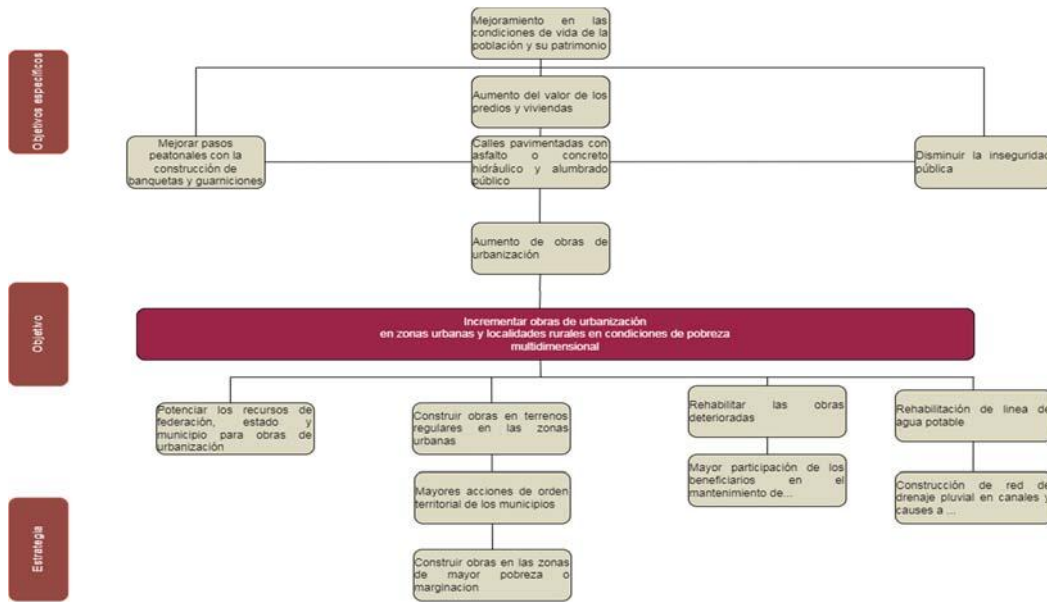 Mejoramiento en las
condiciones de vida de la
población y su patrimonio
Objetivos específicos
Aumento del valor de los
predios y viviendas
Mejorar pasos
peatonales con la
construcción de
banquetas y guarniciones
Calles pavimentadas con
asfalto o concreto
hidráulico y alumbrado
público
Disminuir la inseguridad
pública
Aumento de obras de
urbanización
Objetivo
Incrementar obras de urbanización
en zonas urbanas y localidades rurales en condiciones de pobreza
multidimensional
Potenciar los recursos de
federación, estado y
municipio para obras de
urbanización
Construir obras en terrenos
regulares en las zonas
urbanas
Rehabilitar las obras
deterioradas
Rehabilitación de linea de
agua potable
Mayores acciones de orden
territorial de los municipios
Mayor participación de los
beneficiarios en el
mantenimiento de...
Construcción de red de
drenaje pluvial en canales y
causes a ...
Estrategia
Construir obras en las zonas
de mayor pobreza o
marginacion